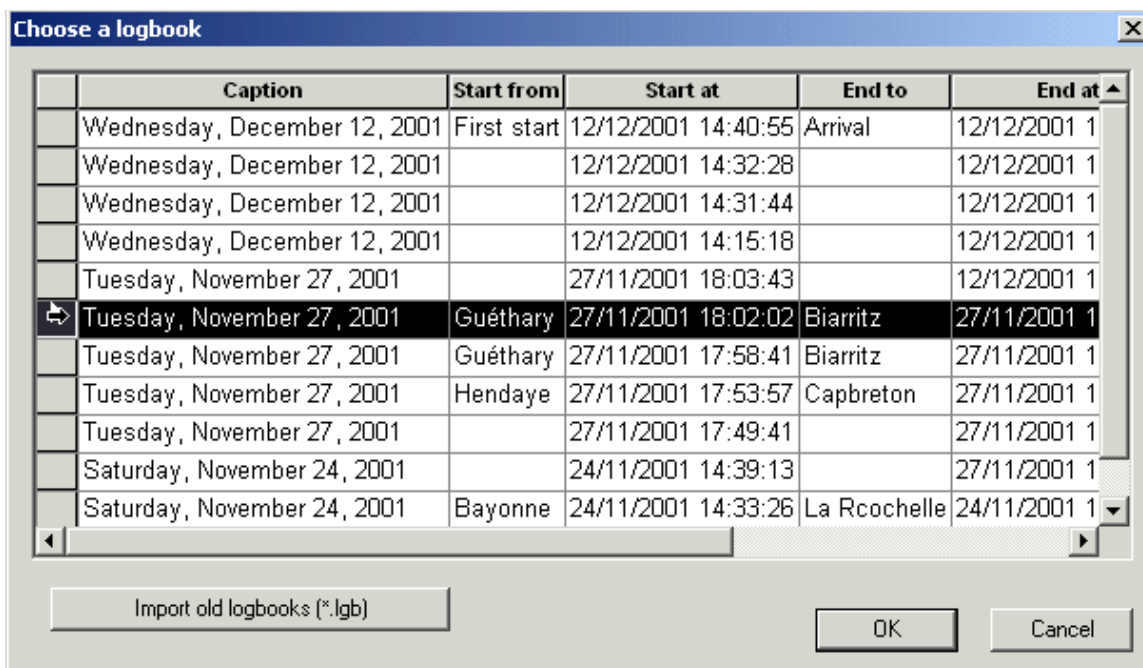 Choose a logbook
Caption Start from Start at End to End at
Wednesday, December 12, 2001 First start 12/12/2001 14:40:55 Arrival 12/12/2001 1
Wednesday, December 12, 2001 12/12/2001 14:32:28 12/12/2001 1
Wednesday, December 12, 2001 12/12/2001 14:31:44 12/12/2001 1
Wednesday, December 12, 2001 12/12/2001 14:15:18 12/12/2001 1
Tuesday, November 27, 2001 27/11/2001 18:03:43 12/12/2001 1
Tuesday, November 27, 2001 Guéthary 27/11/2001 18:02:02 Biarritz 27/11/2001 1
Tuesday, November 27, 2001 Guéthary 27/11/2001 17:58:41 Biarritz 27/11/2001 1
Tuesday, November 27, 2001 Hendaye 27/11/2001 17:53:57 Capbreton 27/11/2001 1
Tuesday, November 27, 2001 27/11/2001 17:49:41 27/11/2001 1
Saturday, November 24, 2001 24/11/2001 14:39:13 27/11/2001 1
Saturday, November 24, 2001 Bayonne 24/11/2001 14:33:26 La Rcochelle 24/11/2001 1
Import old logbooks (*.lgb)
OK Cancel